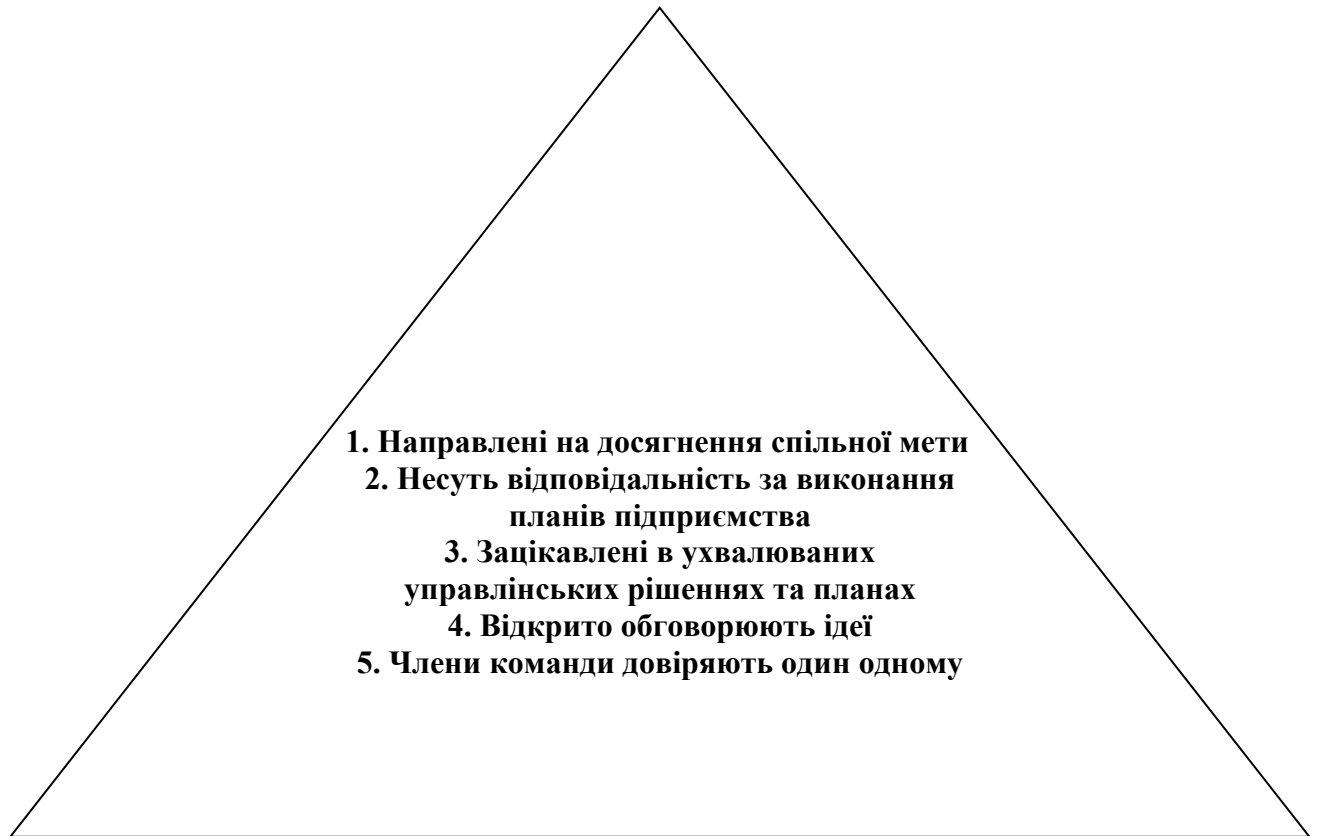 1. Направлені на досягнення спільної мети
2. Несуть відповідальність за виконання
планів підприємства
3. Зацікавлені в ухвалюваних
управлінських рішеннях та планах
4. Відкрито обговорюють ідеї
5. Члени команди довіряють один одному